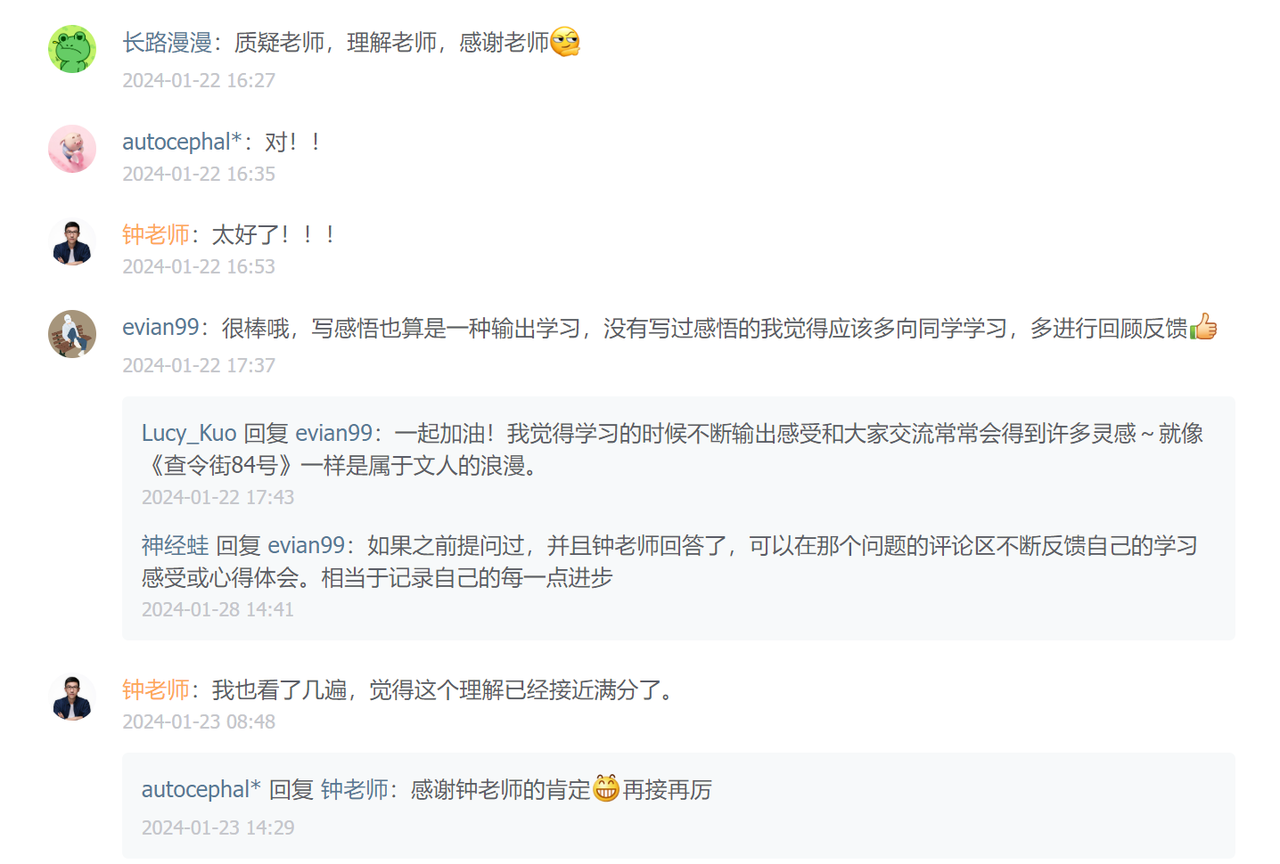 长路漫漫：质疑老师，理解老师，感谢老师
2024-01-22 16:27
autocephal*：对！！
2024-01-22 16:35
钟老师：太好了！！！
2024-01-22 16:53
evian99：很棒哦，写感悟也算是一种输出学习，没有写过感悟的我觉得应该多向同学学习，多进行回顾反馈
2024-01-22 17:37
Lucy_Kuo 回复 evian99：一起加油！我觉得学习的时候不断输出感受和大家交流常常会得到许多灵感～就像
《查令街84号》一样是属于文人的浪漫。
2024-01-22 17:43
神经蛙 回复 evian99：如果之前提问过，并且钟老师回答了，可以在那个问题的评论区不断反馈自己的学习
感受或心得体会。相当于记录自己的每一点进步
2024-01-28 14:41
钟老师：我也看了几遍，觉得这个理解已经接近满分了。
2024-01-23 08:48
autocephal* 回复 钟老师：感谢钟老师的肯定😁再接再厉
2024-01-23 14:29